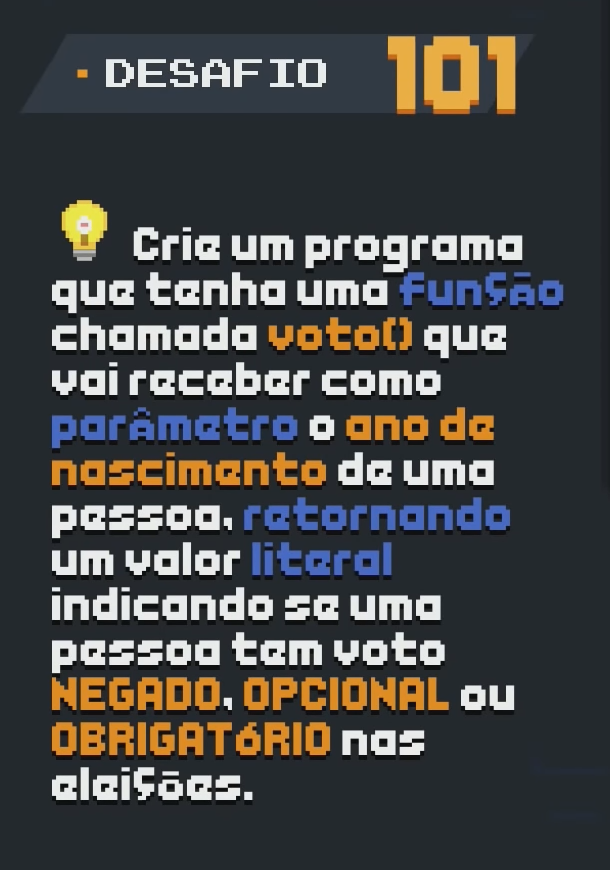 DESAFIO 101
Crie um programa
que tenha uma função
chamada voto() que
vai receber como
parâmetro o ano de
nascimento de uma
pessoa, retornando
um valor literal
indicando se uma
pessoa tem voto
NEGADO, OPCIONAL ou
OBRIGATóRIO nas
eleições.